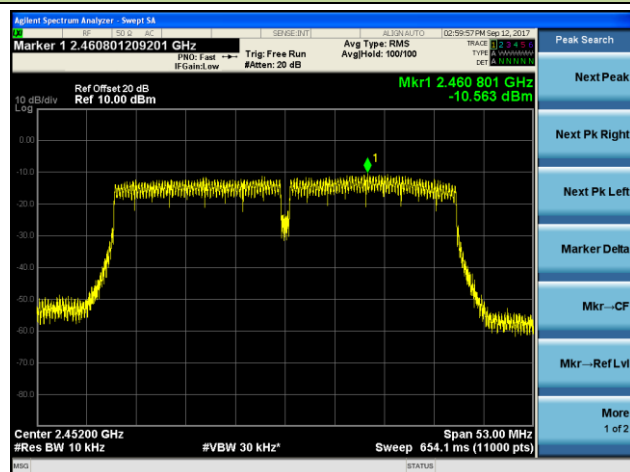 Agilent Spectrum Analyzer - Swept SA
RF 50 Ω AC SENSE:INT ALIGN AUTO 02:59:57 PM Sep 12, 2017
Marker 1 2.460801209201 GHz
PNO: Fast
IFGain:Low
Trig: Free Run
#Atten: 20 dB
Avg Type: RMS
Avg|Hold: 100/100
TRACE 1 2 3 4 5 6
TYPE A WWWWW
DET A N N N N N
Peak Search
Next Peak
Next Pk Right
Next Pk Left
Marker Delta
Mkr→CF
Mkr→Ref Lvl
More
1 of 2
Ref Offset 20 dB
10 dB/div Ref 10.00 dBm
Log
Mkr1 2.460 801 GHz
-10.563 dBm
1
0.00
-10.0
-20.0
-30.0
-40.0
-50.0
-60.0
-70.0
-80.0
Center 2.45200 GHz Span 53.00 MHz
#Res BW 10 kHz #VBW 30 kHz* Sweep 654.1 ms (11000 pts)
MSG STATUS